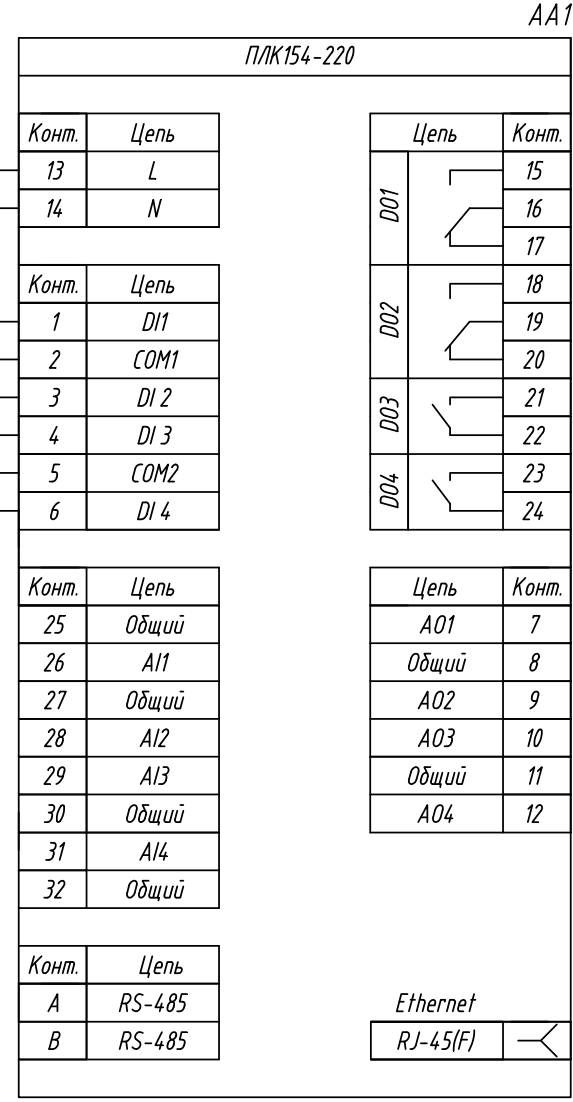 AA1
ПЛК154-220
Конт. Цепь
13 L
14 N
Конт. Цепь
1 DI1
2 COM1
3 DI 2
4 DI 3
5 COM2
6 DI 4
Конт. Цепь
25 Общий
26 AI1
27 Общий
28 AI2
29 AI3
30 Общий
31 AI4
32 Общий
Конт. Цепь
A RS-485
B RS-485
Цепь Конт.
DO1
15
16
17
DO2
18
19
20
DO3
21
22
DO4
23
24
Цепь Конт.
AO1 7
Общий 8
AO2 9
AO3 10
Общий 11
AO4 12
Ethernet
RJ-45(F)